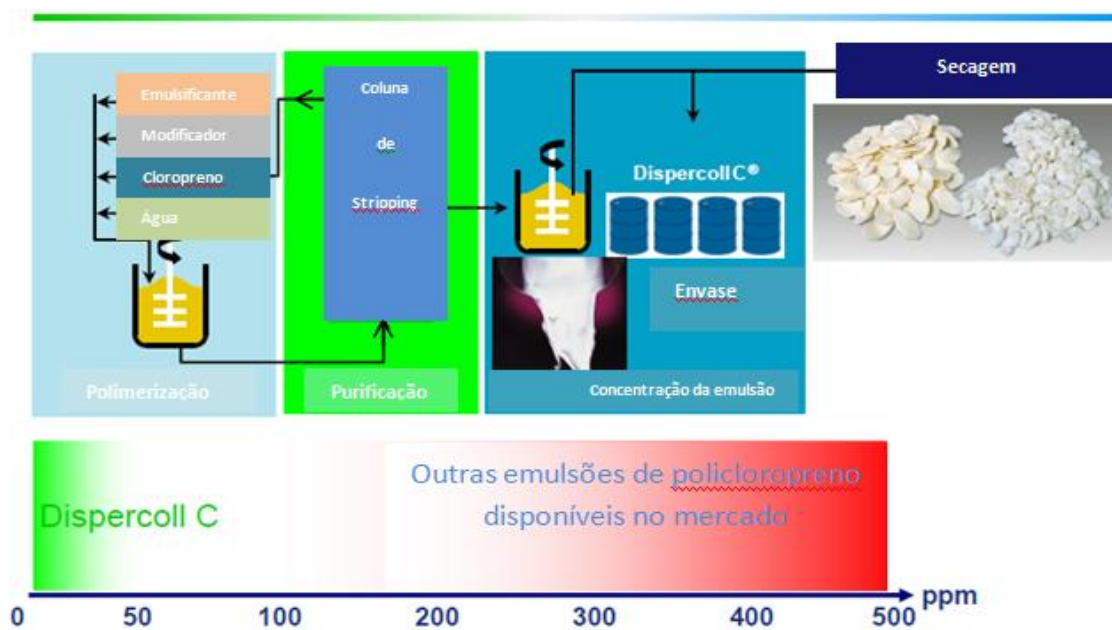 Emulsificante
Modificador
Cloropreno
Água
Polimerização
Coluna
de
Stripping
Purificação
Dispercoll C®
Envase
Concentração da emulsão
Secagem
Dispercoll C
Outras emulsões de policloropreno
disponíveis no mercado
0 50 100 200 300 400 500 ppm